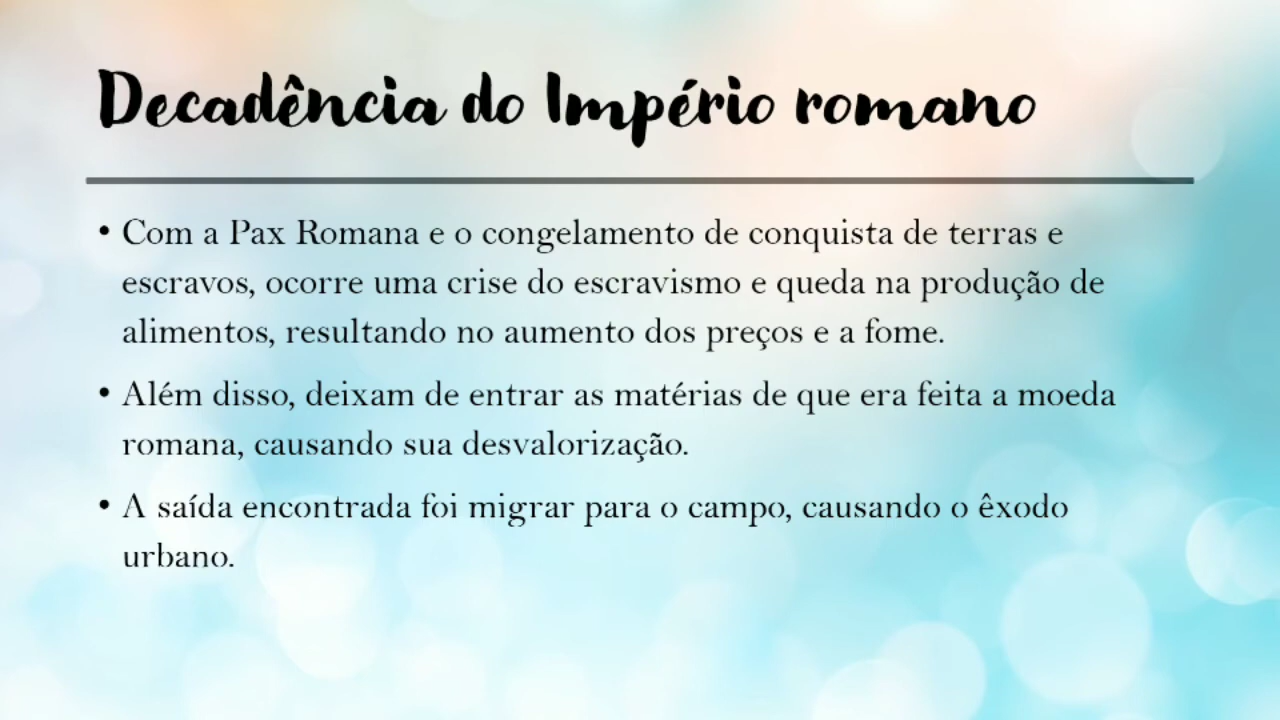 Decadência do Império romano
• Com a Pax Romana e o congelamento de conquista de terras e
escravos, ocorre uma crise do escravismo e queda na produção de
alimentos, resultando no aumento dos preços e a fome.
• Além disso, deixam de entrar as matérias de que era feita a moeda
romana, causando sua desvalorização.
• A saída encontrada foi migrar para o campo, causando o êxodo
urbano.